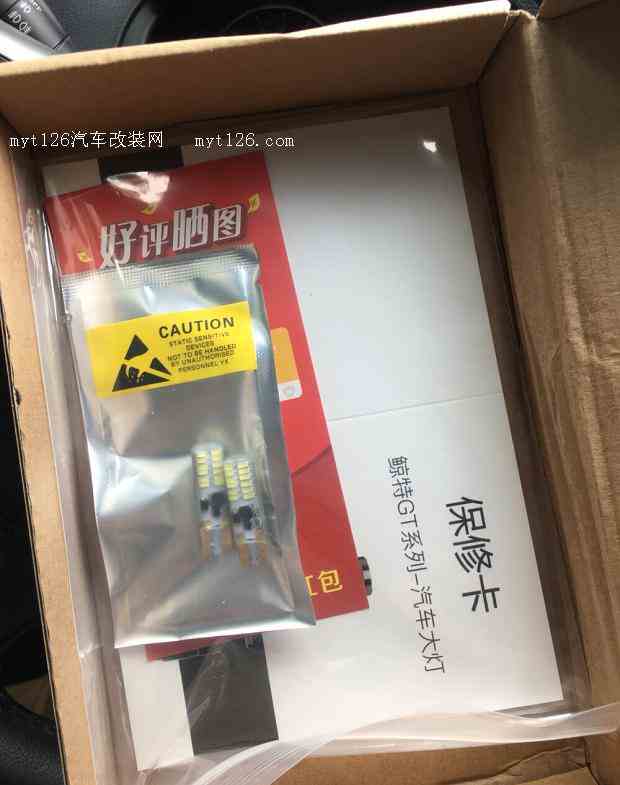 myt126汽车改装网 myt126.com
好评晒图
CAUTION
STATIC SENSITIVE
DEVICES
NOT TO BE HANDLED
BY UNAUTHORISED
PERSONNEL YX
保修卡
鲸特GT系列-汽车大灯
红包